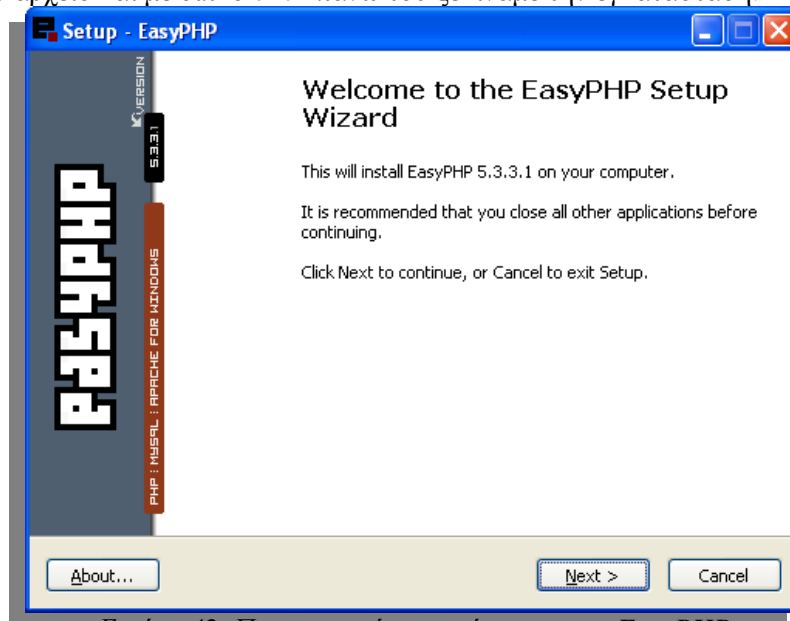 Setup - EasyPHP
VERSION
5.3.3.1
easyphp
PHP : MYSQL : APACHE FOR WINDOWS
Welcome to the EasyPHP Setup
Wizard
This will install EasyPHP 5.3.3.1 on your computer.
It is recommended that you close all other applications before
continuing.
Click Next to continue, or Cancel to exit Setup.
About...
Next >
Cancel
EasyPHP